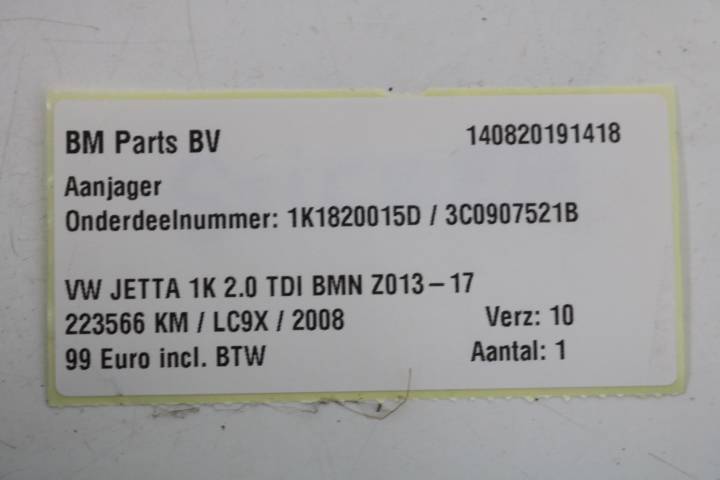 BM Parts BV 140820191418
Aanjager
Onderdeelnummer: 1K1820015D / 3C0907521B
VW JETTA 1K 2.0 TDI BMN Z013-17
223566 KM / LC9X / 2008 Verz: 10
99 Euro incl. BTW Aantal: 1